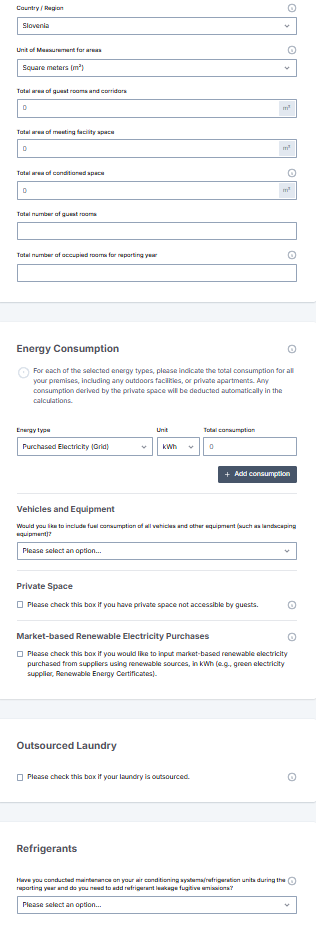 Country / Region
Slovenia
Unit of Measurement for areas
Square meters (m²)
Total area of guest rooms and corridors
0 m²
Total area of meeting facility space
0 m²
Total area of conditioned space
0 m²
Total number of guest rooms
Total number of occupied rooms for reporting year
Energy Consumption
For each of the selected energy types, please indicate the total consumption for all
your premises, including any outdoors facilities, or private apartments. Any
consumption derived by the private space will be deducted automatically in the
calculations.
Energy type Unit Total consumption
Purchased Electricity (Grid) kWh 0
+ Add consumption
Vehicles and Equipment
Would you like to include fuel consumption of all vehicles and other equipment (such as landscaping
equipment)?
Please select an option...
Private Space
Please check this box if you have private space not accessible by guests.
Market-based Renewable Electricity Purchases
Please check this box if you would like to input market-based renewable electricity
purchased from suppliers using renewable sources, in kWh (e.g., green electricity
supplier, Renewable Energy Certificates).
Outsourced Laundry
Please check this box if your laundry is outsourced.
Refrigerants
Have you conducted maintenance on your air conditioning systems/refrigeration units during the
reporting year and do you need to add refrigerant leakage fugitive emissions?
Please select an option...